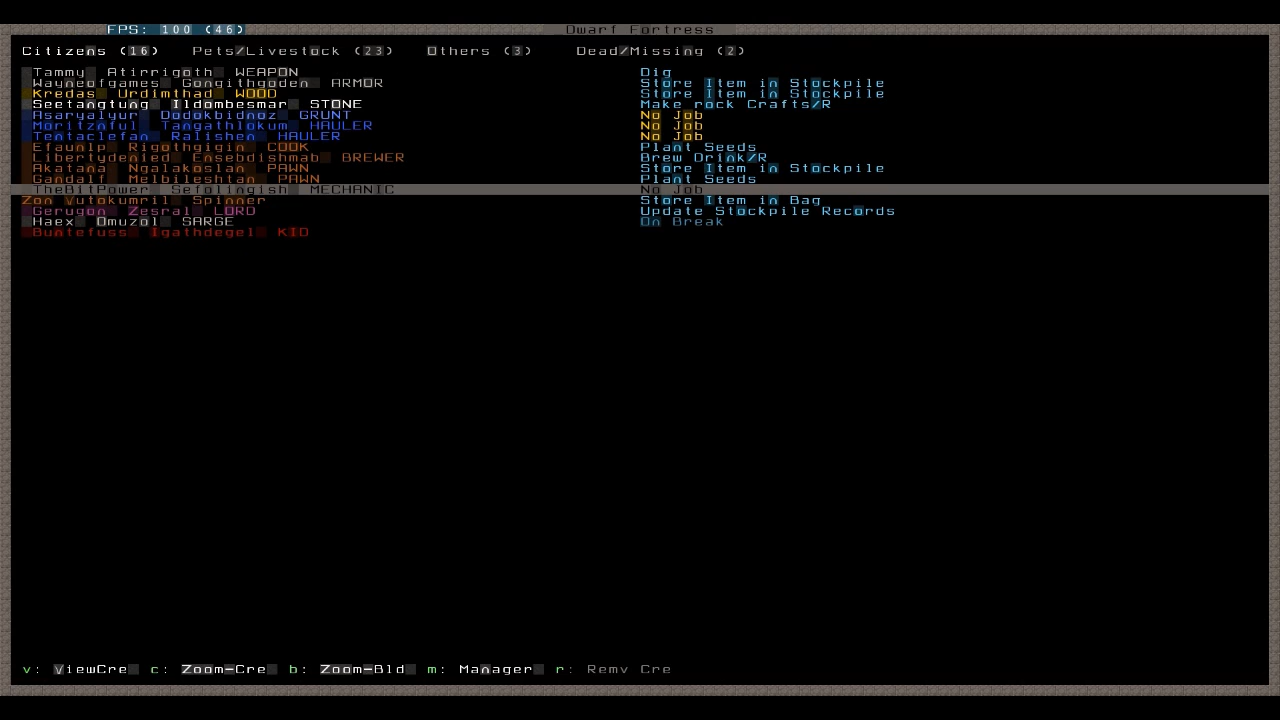 FPS: 100 (46) Dwarf Fortress
Citizens (16) Pets/Livestock (23) Others (3) Dead/Missing (2)
Tammy Atirrigoth WEAPON Dig
Wayneofgames Gongithgoden ARMOR Store Item in Stockpile
Kredas Urdimthad WOOD Store Item in Stockpile
Seetangtung Ildombesmar STONE Make rock Crafts/R
Asaryalyur Dodokbidnoz GRUNT No Job
Moritznful Tangathlokum HAULER No Job
Tentaclefan Ralishen HAULER No Job
Efaunlp Rigothgigin COOK Plant Seeds
Libertydenied Ensebdishmab BREWER Brew Drink/R
Akatana Ngalakoslan PAWN Store Item in Stockpile
Gandalf Melbileshtan PAWN Plant Seeds
TheBitPower Sefolingish MECHANIC No Job
Zon Vutokumril Spinner Store Item in Bag
Gerugon Zesral LORD Update Stockpile Records
Haex Omuzol SARGE On Break
Buntefuss Igathdegel KID
v: ViewCre c: Zoom-Cre b: Zoom-Bld m: Manager r: Remv Cre